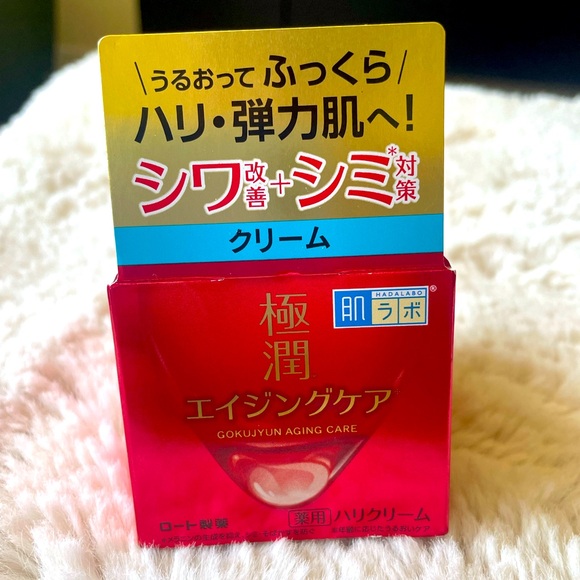 \うるおって ふっくら/
ハリ・弾力肌へ!
シワ改善+シミ*対策
クリーム
HADALABO
肌ラボ®
極潤
エイジングケア
GOKUJYUN AGING CARE
ロート製薬
薬用 ハリクリーム